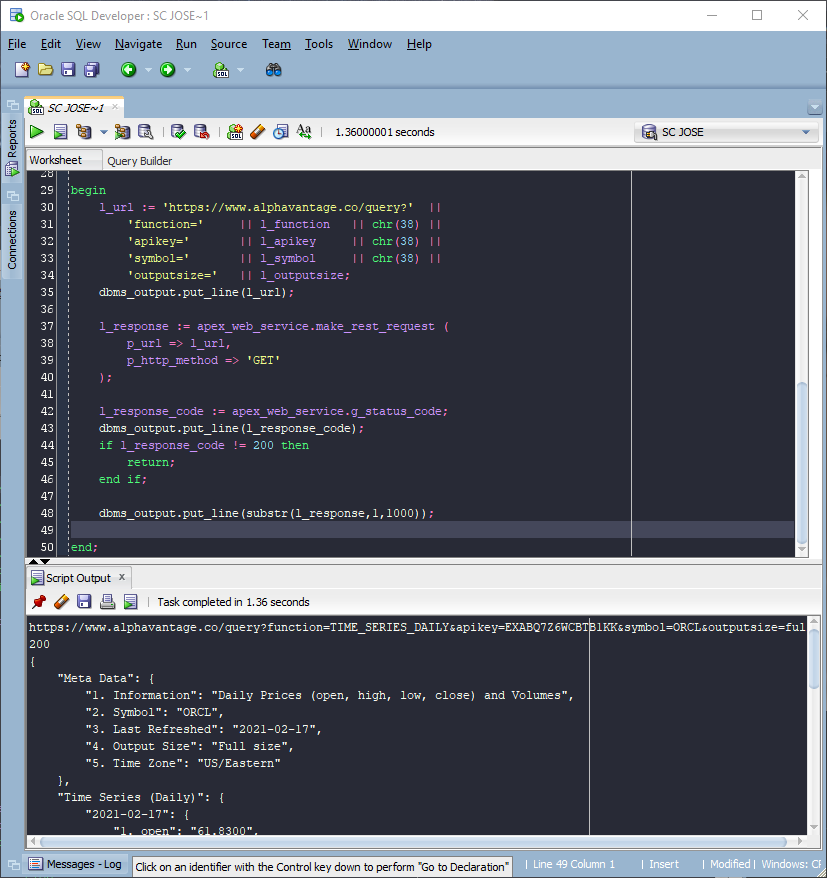 Oracle SQL Developer : SC JOSE~1
File Edit View Navigate Run Source Team Tools Window Help
SC JOSE~1
1.36000001 seconds
SC JOSE
Reports
Connections
Worksheet Query Builder
28
29 begin
30 l_url := 'https://www.alphavantage.co/query?' ||
31 'function=' || l_function || chr(38) ||
32 'apikey=' || l_apikey || chr(38) ||
33 'symbol=' || l_symbol || chr(38) ||
34 'outputsize=' || l_outputsize;
35 dbms_output.put_line(l_url);
36
37 l_response := apex_web_service.make_rest_request (
38 p_url => l_url,
39 p_http_method => 'GET'
40 );
41
42 l_response_code := apex_web_service.g_status_code;
43 dbms_output.put_line(l_response_code);
44 if l_response_code != 200 then
45 return;
46 end if;
47
48 dbms_output.put_line(substr(l_response,1,1000));
49
50 end;
Script Output x
Task completed in 1.36 seconds
https://www.alphavantage.co/query?function=TIME_SERIES_DAILY&apikey=EXABQ7Z6WCBTB1KK&symbol=ORCL&outputsize=ful
200
{
"Meta Data": {
"1. Information": "Daily Prices (open, high, low, close) and Volumes",
"2. Symbol": "ORCL",
"3. Last Refreshed": "2021-02-17",
"4. Output Size": "Full size",
"5. Time Zone": "US/Eastern"
},
"Time Series (Daily)": {
"2021-02-17": {
"1. open": "61.8300",
Messages - Log Click on an identifier with the Control key down to perform "Go to Declaration" | Line 49 Column 1 | Insert | Modified | Windows: CR